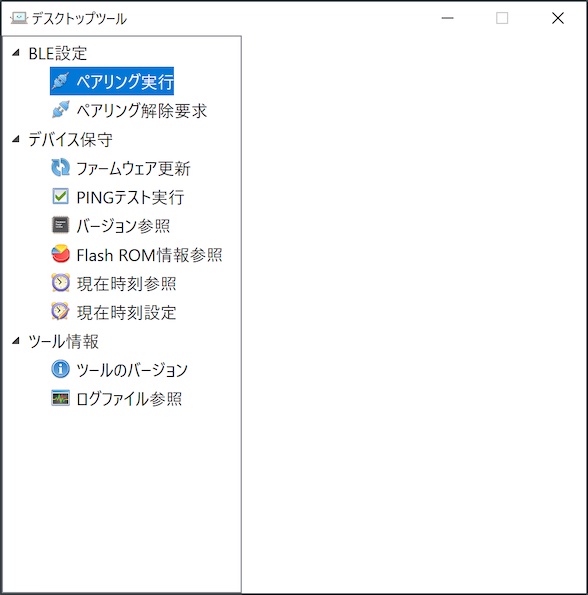 デスクトップツール
BLE設定
ペアリング実行
ペアリング解除要求
デバイス保守
ファームウェア更新
PINGテスト実行
バージョン参照
Flash ROM情報参照
現在時刻参照
現在時刻設定
ツール情報
ツールのバージョン
ログファイル参照